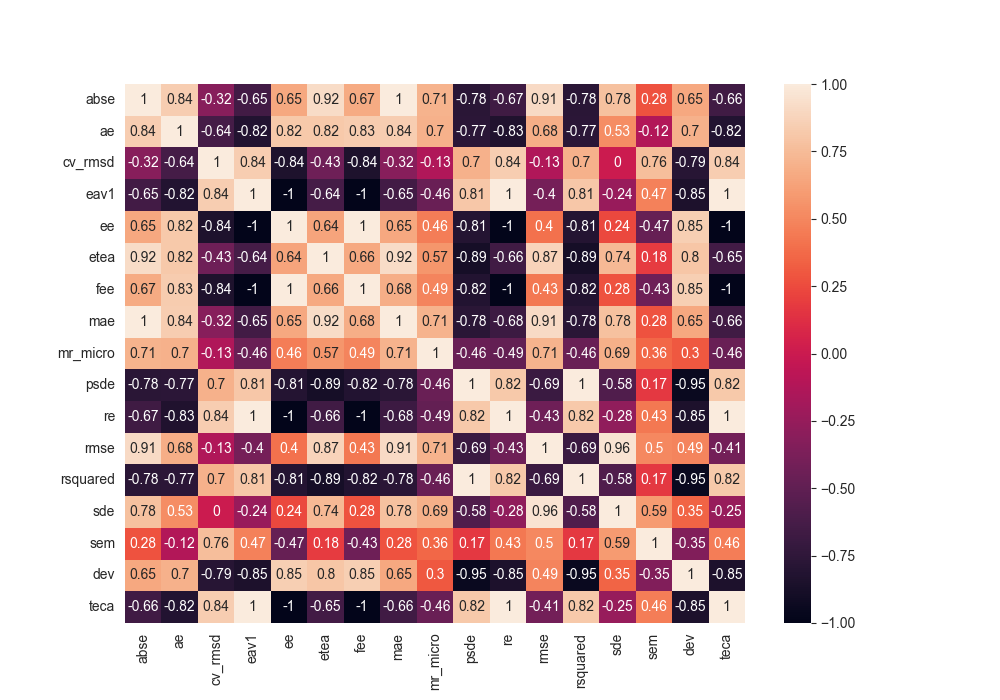 abse 1 0.84 -0.32 -0.65 0.65 0.92 0.67 1 0.71 -0.78 -0.67 0.91 -0.78 0.78 0.28 0.65 -0.66
ae 0.84 1 -0.64 -0.82 0.82 0.82 0.83 0.84 0.7 -0.77 -0.83 0.68 -0.77 0.53 -0.12 0.7 -0.82
cv_rmsd -0.32 -0.64 1 0.84 -0.84 -0.43 -0.84 -0.32 -0.13 0.7 0.84 -0.13 0.7 0 0.76 -0.79 0.84
eav1 -0.65 -0.82 0.84 1 -1 -0.64 -1 -0.65 -0.46 0.81 1 -0.4 0.81 -0.24 0.47 -0.85 1
ee 0.65 0.82 -0.84 -1 1 0.64 1 0.65 0.46 -0.81 -1 0.4 -0.81 0.24 -0.47 0.85 -1
etea 0.92 0.82 -0.43 -0.64 0.64 1 0.66 0.92 0.57 -0.89 -0.66 0.87 -0.89 0.74 0.18 0.8 -0.65
fee 0.67 0.83 -0.84 -1 1 0.66 1 0.68 0.49 -0.82 -1 0.43 -0.82 0.28 -0.43 0.85 -1
mae 1 0.84 -0.32 -0.65 0.65 0.92 0.68 1 0.71 -0.78 -0.68 0.91 -0.78 0.78 0.28 0.65 -0.66
mr_micro 0.71 0.7 -0.13 -0.46 0.46 0.57 0.49 0.71 1 -0.46 -0.49 0.71 -0.46 0.69 0.36 0.3 -0.46
psde -0.78 -0.77 0.7 0.81 -0.81 -0.89 -0.82 -0.78 -0.46 1 0.82 -0.69 1 -0.58 0.17 -0.95 0.82
re -0.67 -0.83 0.84 1 -1 -0.66 -1 -0.68 -0.49 0.82 1 -0.43 0.82 -0.28 0.43 -0.85 1
rmse 0.91 0.68 -0.13 -0.4 0.4 0.87 0.43 0.91 0.71 -0.69 -0.43 1 -0.69 0.96 0.5 0.49 -0.41
rsquared -0.78 -0.77 0.7 0.81 -0.81 -0.89 -0.82 -0.78 -0.46 1 0.82 -0.69 1 -0.58 0.17 -0.95 0.82
sde 0.78 0.53 0 -0.24 0.24 0.74 0.28 0.78 0.69 -0.58 -0.28 0.96 -0.58 1 0.59 0.35 -0.25
sem 0.28 -0.12 0.76 0.47 -0.47 0.18 -0.43 0.28 0.36 0.17 0.43 0.5 0.17 0.59 1 -0.35 0.46
dev 0.65 0.7 -0.79 -0.85 0.85 0.8 0.85 0.65 0.3 -0.95 -0.85 0.49 -0.95 0.35 -0.35 1 -0.85
teca -0.66 -0.82 0.84 1 -1 -0.65 -1 -0.66 -0.46 0.82 1 -0.41 0.82 -0.25 0.46 -0.85 1
abse ae cv_rmsd eav1 ee etea fee mae mr_micro psde re rmse rsquared sde sem dev teca
1.00
0.75
0.50
0.25
0.00
−0.25
−0.50
−0.75
−1.00